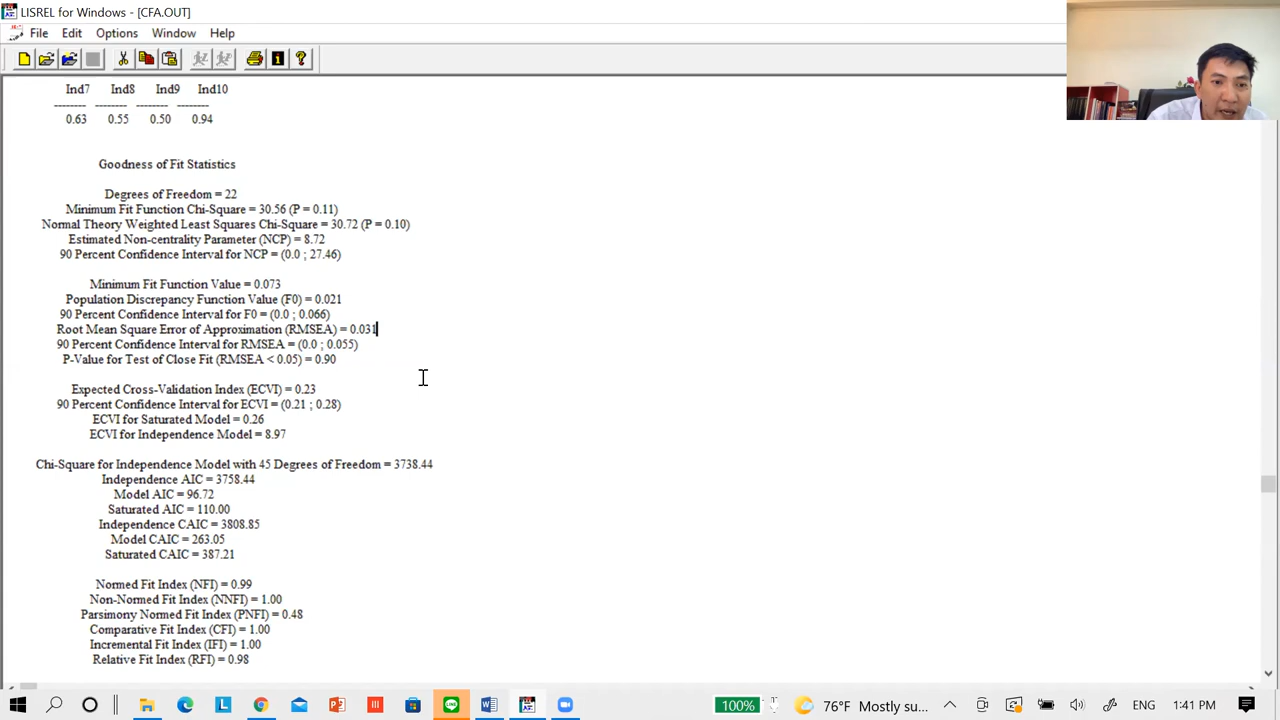 LISREL for Windows - [CFA.OUT]
File Edit Options Window Help
Ind7 Ind8 Ind9 Ind10
-------- -------- -------- --------
0.63 0.55 0.50 0.94
Goodness of Fit Statistics
Degrees of Freedom = 22
Minimum Fit Function Chi-Square = 30.56 (P = 0.11)
Normal Theory Weighted Least Squares Chi-Square = 30.72 (P = 0.10)
Estimated Non-centrality Parameter (NCP) = 8.72
90 Percent Confidence Interval for NCP = (0.0 ; 27.46)
Minimum Fit Function Value = 0.073
Population Discrepancy Function Value (F0) = 0.021
90 Percent Confidence Interval for F0 = (0.0 ; 0.066)
Root Mean Square Error of Approximation (RMSEA) = 0.031
90 Percent Confidence Interval for RMSEA = (0.0 ; 0.055)
P-Value for Test of Close Fit (RMSEA < 0.05) = 0.90
Expected Cross-Validation Index (ECVI) = 0.23
90 Percent Confidence Interval for ECVI = (0.21 ; 0.28)
ECVI for Saturated Model = 0.26
ECVI for Independence Model = 8.97
Chi-Square for Independence Model with 45 Degrees of Freedom = 3738.44
Independence AIC = 3758.44
Model AIC = 96.72
Saturated AIC = 110.00
Independence CAIC = 3808.85
Model CAIC = 263.05
Saturated CAIC = 387.21
Normed Fit Index (NFI) = 0.99
Non-Normed Fit Index (NNFI) = 1.00
Parsimony Normed Fit Index (PNFI) = 0.48
Comparative Fit Index (CFI) = 1.00
Incremental Fit Index (IFI) = 1.00
Relative Fit Index (RFI) = 0.98
100% 76°F Mostly su... ENG 1:41 PM